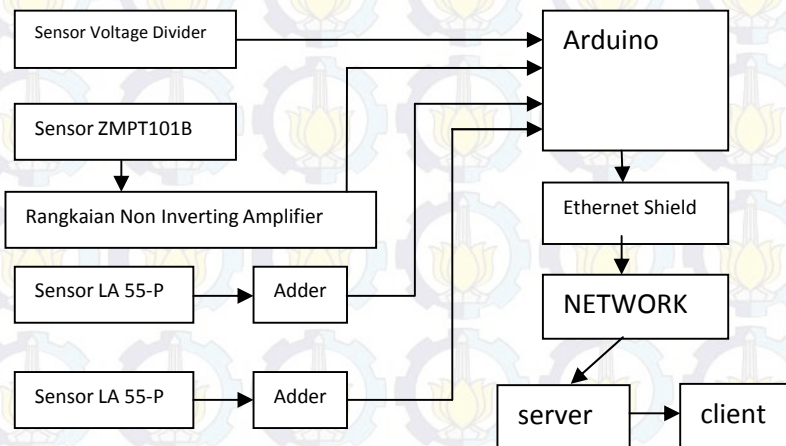 Sensor Voltage Divider
Arduino
Sensor ZMPT101B
Rangkaian Non Inverting Amplifier
Ethernet Shield
Sensor LA 55-P
Adder
NETWORK
Sensor LA 55-P
Adder
server
client